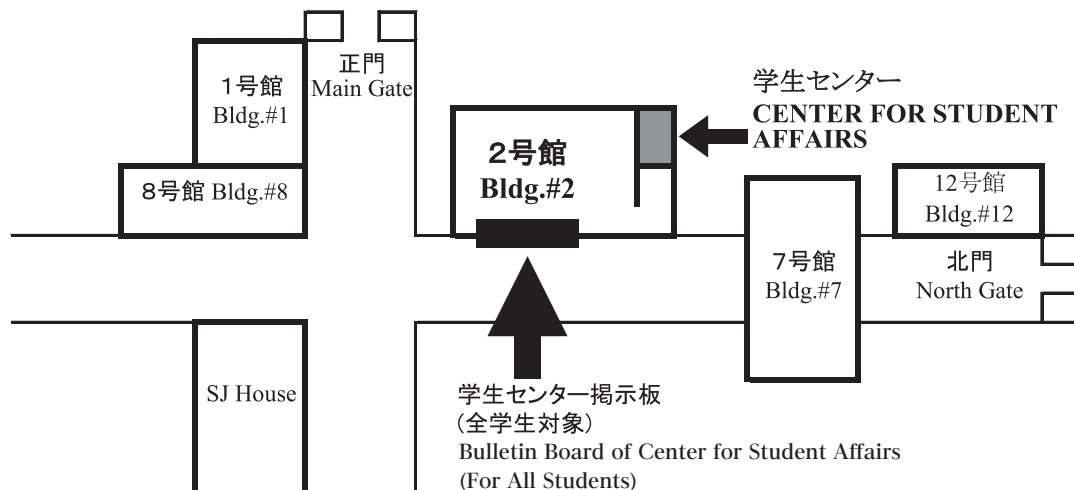 正門
Main Gate
1号館
Bldg.#1
8号館 Bldg.#8
2号館
Bldg.#2
学生センター
CENTER FOR STUDENT
AFFAIRS
12号館
Bldg.#12
7号館
Bldg.#7
北門
North Gate
SJ House
学生センター掲示板
(全学生対象)
Bulletin Board of Center for Student Affairs
(For All Students)